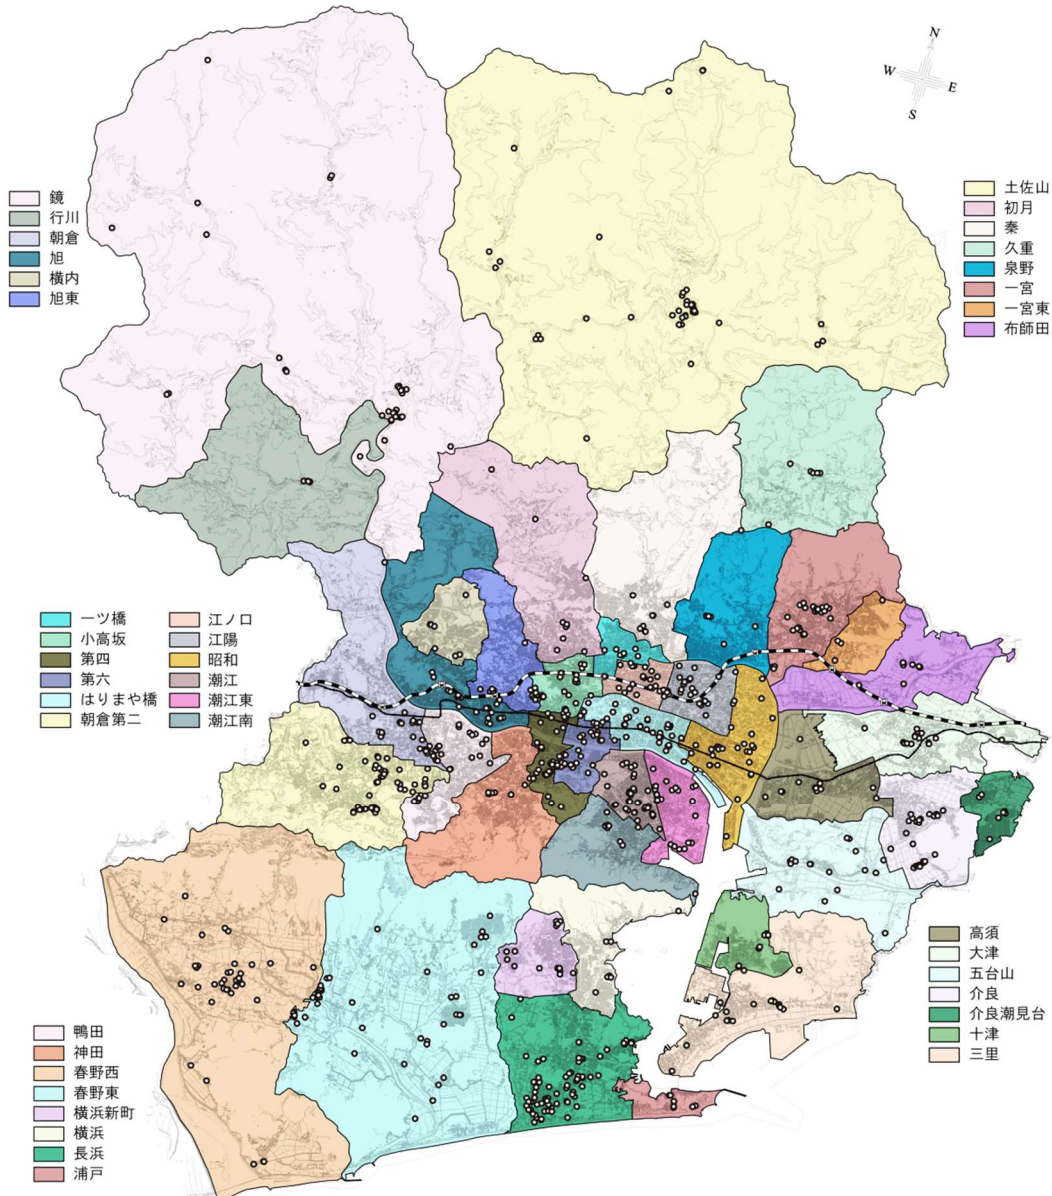 N
W
E
S
鏡
行川
朝倉
旭
横内
旭東
土佐山
初月
秦
久重
泉野
一宮
一宮東
布師田
一ツ橋
小高坂
第四
第六
はりまや橋
朝倉第二
江ノ口
江陽
昭和
潮江
潮江東
潮江南
高須
大津
五台山
介良
介良潮見台
十津
三里
鴨田
神田
春野西
春野東
横浜新町
横浜
長浜
浦戸